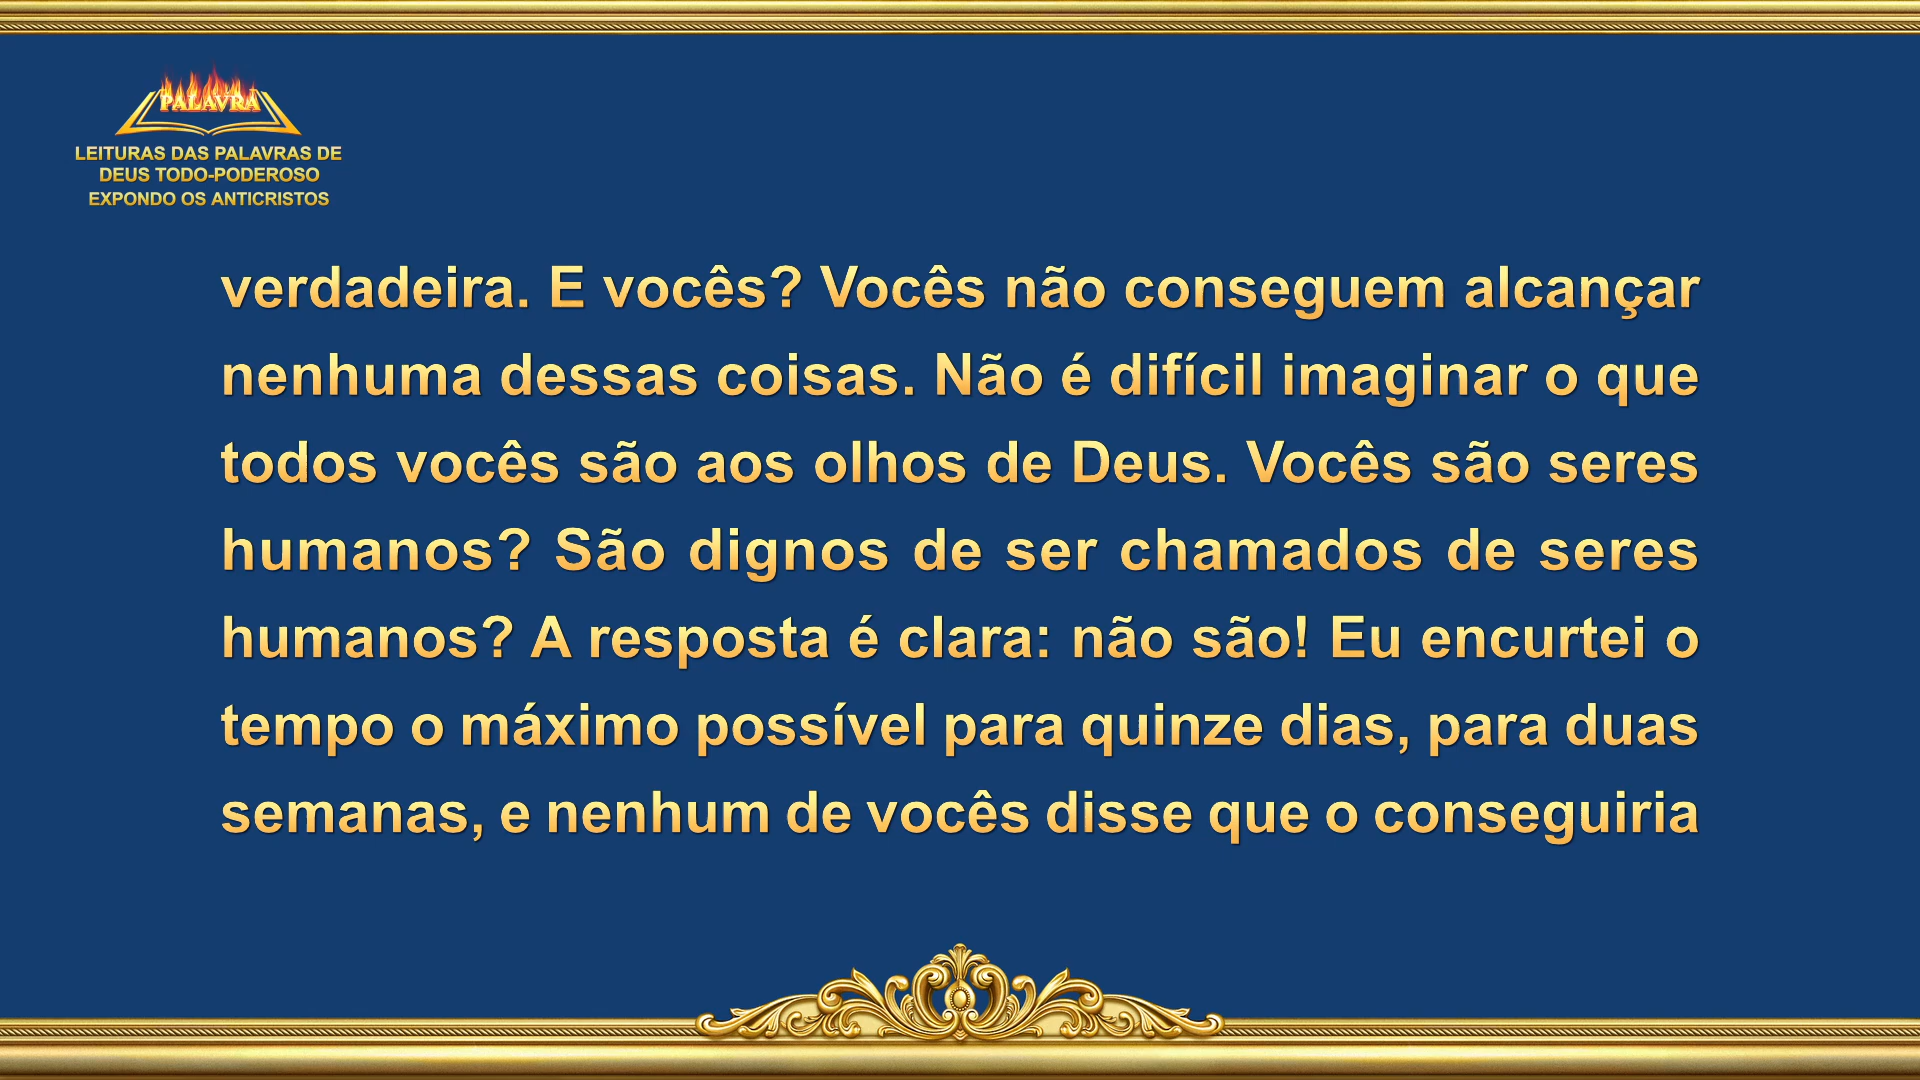 PALAVRA
LEITURAS DAS PALAVRAS DE
DEUS TODO-PODEROSO
EXPONDO OS ANTICRISTOS
verdadeira. E vocês? Vocês não conseguem alcançar
nenhuma dessas coisas. Não é difícil imaginar o que
todos vocês são aos olhos de Deus. Vocês são seres
humanos? São dignos de ser chamados de seres
humanos? A resposta é clara: não são! Eu encurtei o
tempo o máximo possível para quinze dias, para duas
semanas, e nenhum de vocês disse que o conseguiria